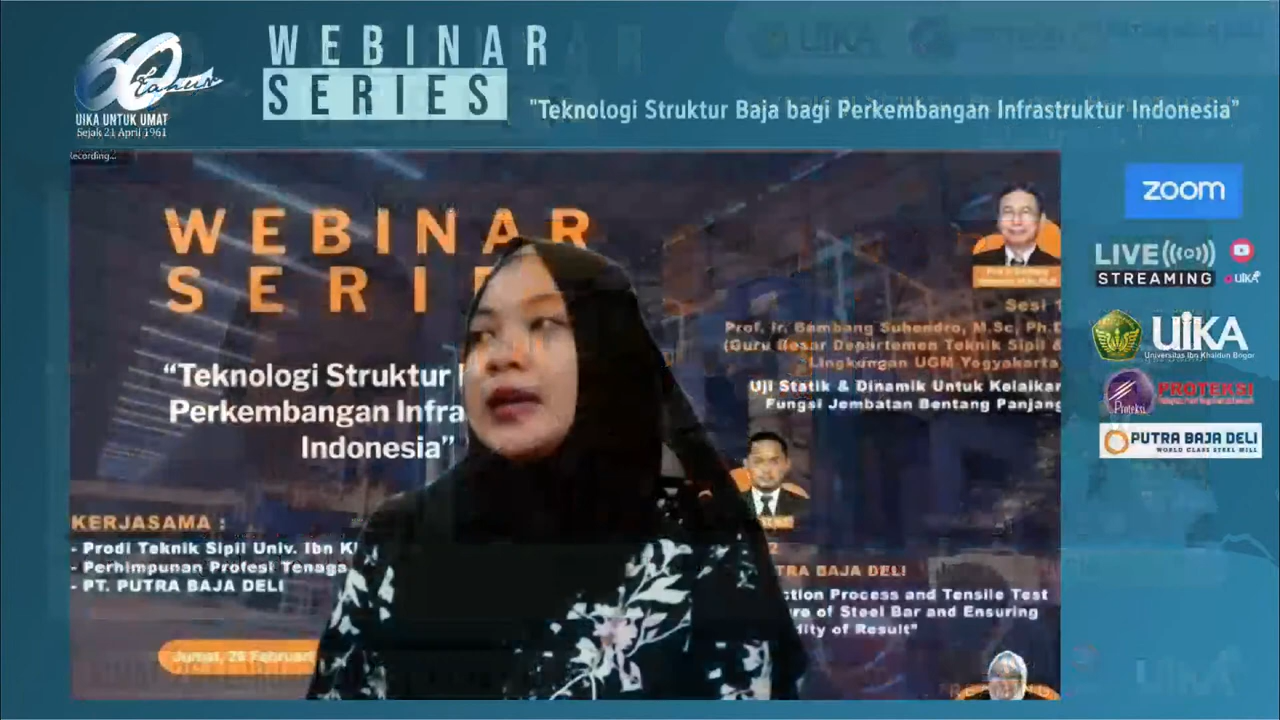 60
Tahun
UIKA UNTUK UMAT
Sejak 21 April 1961
WEBINAR
SERIES
"Teknologi Struktur Baja bagi Perkembangan Infrastruktur Indonesia"
ecording...
WEBINAR
SERI
"Teknologi Struktur
Perkembangan Infra
Indonesia"
KERJASAMA :
- Prodi Teknik Sipil Univ. Ibn K
- Perhimpunan Profesi Tenaga
- PT. PUTRA BAJA DELI
Jumat, 26 Februari
Sesi 1
Prof. Ir. Bambang Suhendro, M.Sc, Ph.D
(Guru Besar Departemen Teknik Sipil &
Lingkungan UGM Yogyakarta
Uji Statik & Dinamik Untuk Kelaikan
Fungsi Jembatan Bentang Panjang
TRA BAJA DELI
ction Process and Tensile Test
re of Steel Bar and Ensuring
dity of Result"
zoom
LIVE
STREAMING
UIKA
UIKA
Universitas Ibn Khaldun Bogor
Proteksi
PROTEKSI
PUTRA BAJA DELI
WORLD CLASS STEEL MILL